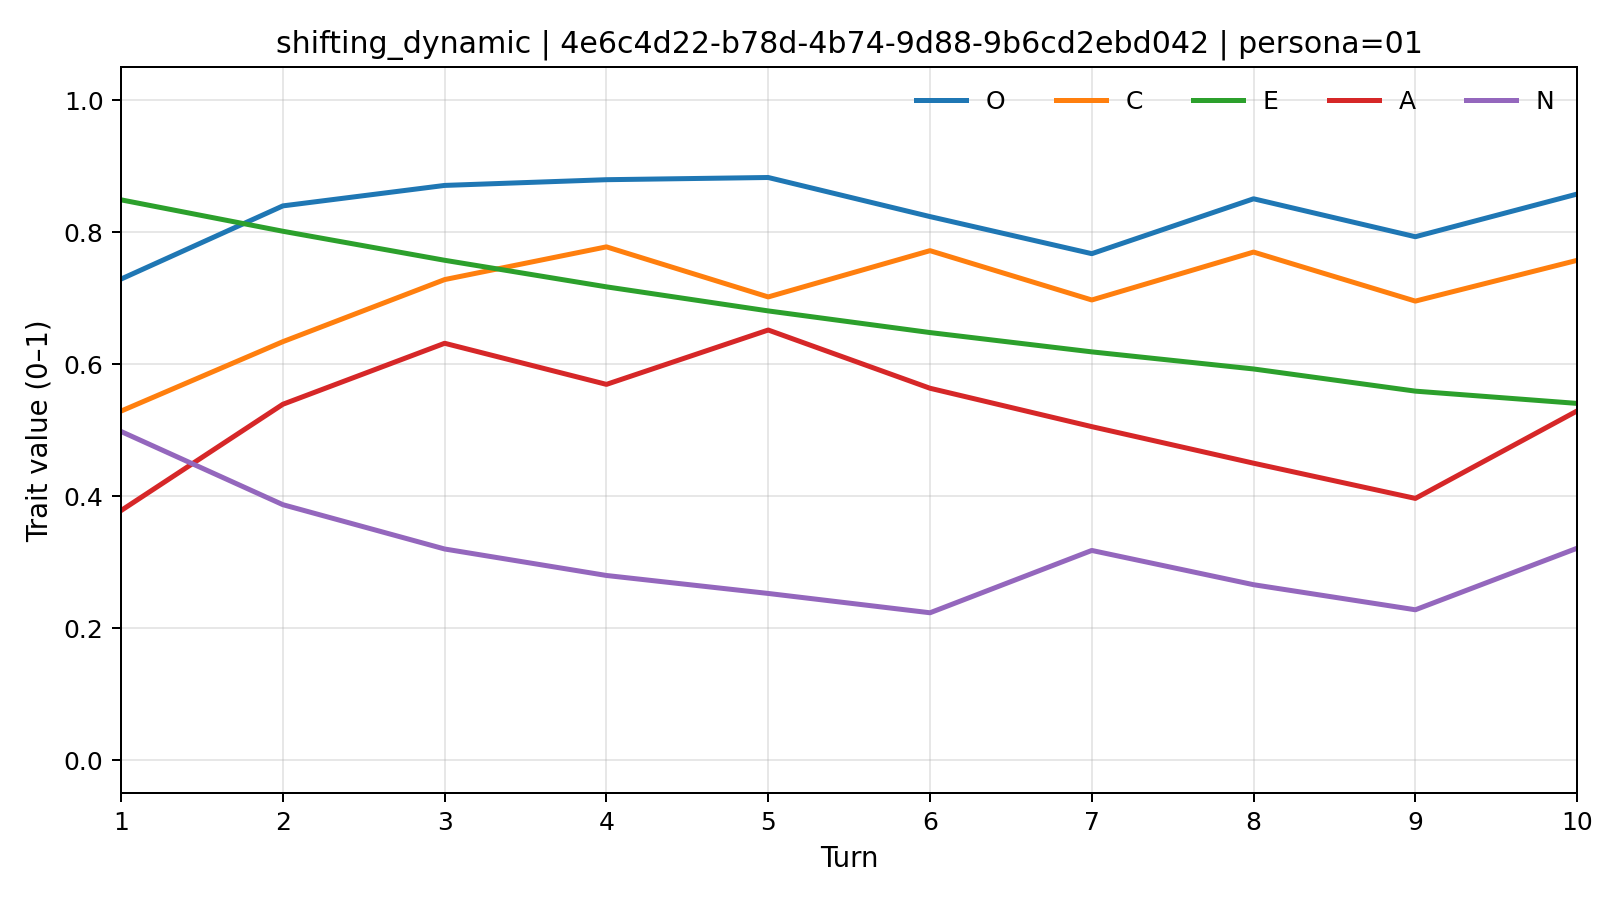 shifting_dynamic | 4e6c4d22-b78d-4b74-9d88-9b6cd2ebd042 | persona=01
O C E A N
Trait value (0–1)
1.0
0.8
0.6
0.4
0.2
0.0
1 2 3 4 5 6 7 8 9 10
Turn